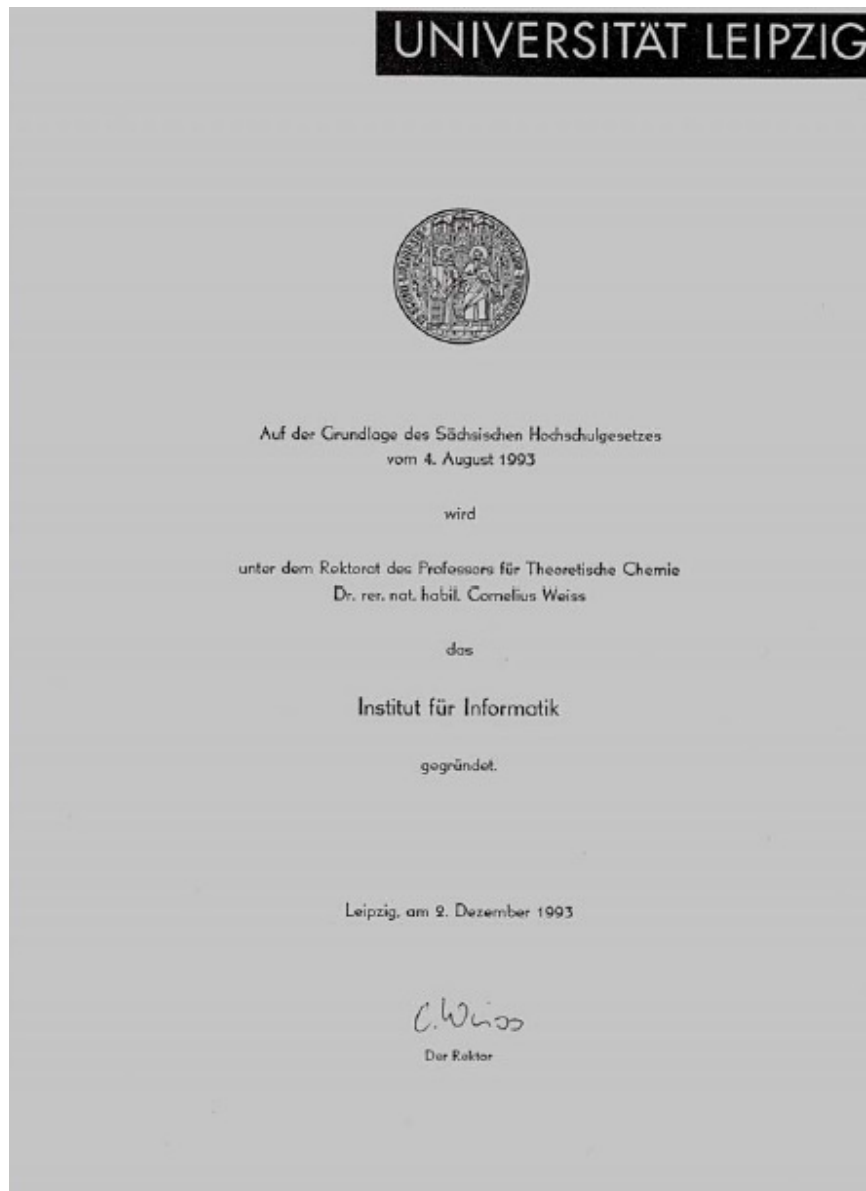 UNIVERSITÄT LEIPZIG
Auf der Grundlage des Sächsischen Hochschulgesetzes
vom 4. August 1993
wird
unter dem Rektorat des Professors für Theoretische Chemie
Dr. rer. nat. habil. Cornelius Weiss
das
Institut für Informatik
gegründet.
Leipzig, am 2. Dezember 1993
C. Weiss
Der Rektor